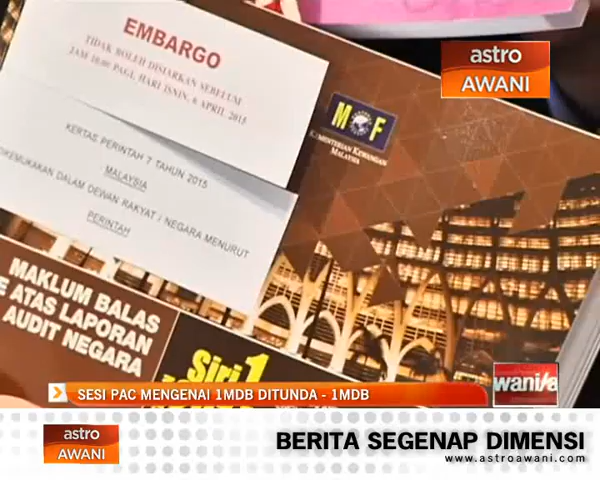 EMBARGO
TIDAK BOLEH DISIARKAN SEBELUM
JAM 10.00 PAGI, HARI ISNIN, 6 APRIL 2015
KERTAS PERINTAH 7 TAHUN 2015
MALAYSIA
DIKEMUKAKAN DALAM DEWAN RAKYAT / NEGARA MENURUT
PERINTAH
MOF
KEMENTERIAN KEWANGAN
MALAYSIA
MAKLUM BALAS
E ATAS LAPORAN
AUDIT NEGARA
Siri 1
astro
AWANI
SESI PAC MENGENAI 1MDB DITUNDA - 1MDB
wani/a
astro
AWANI
BERITA SEGENAP DIMENSI
www.astroawani.com